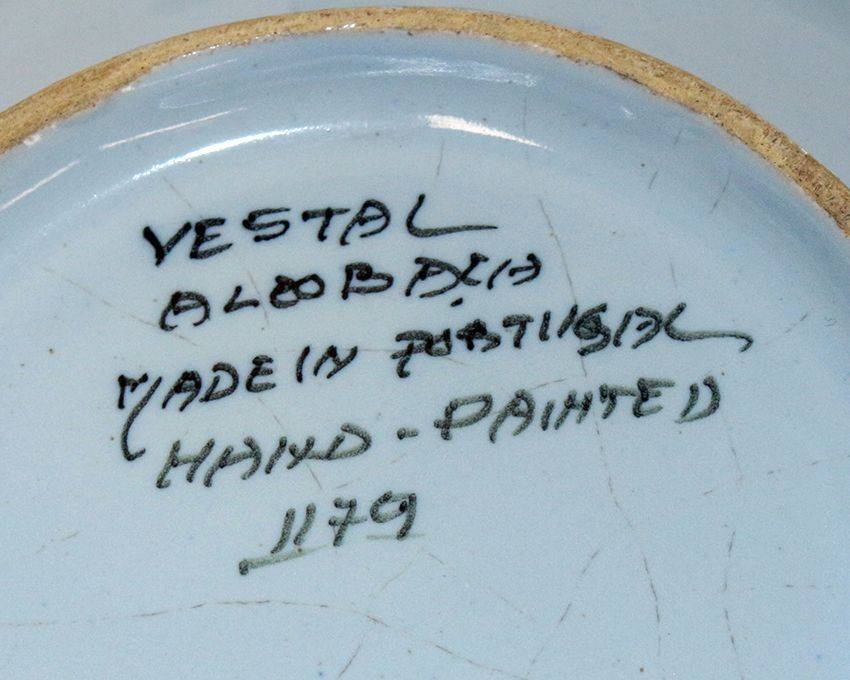 VESTAL
ALCOBAÇA
MADE IN PORTUGAL
HAND-PAINTED
1179